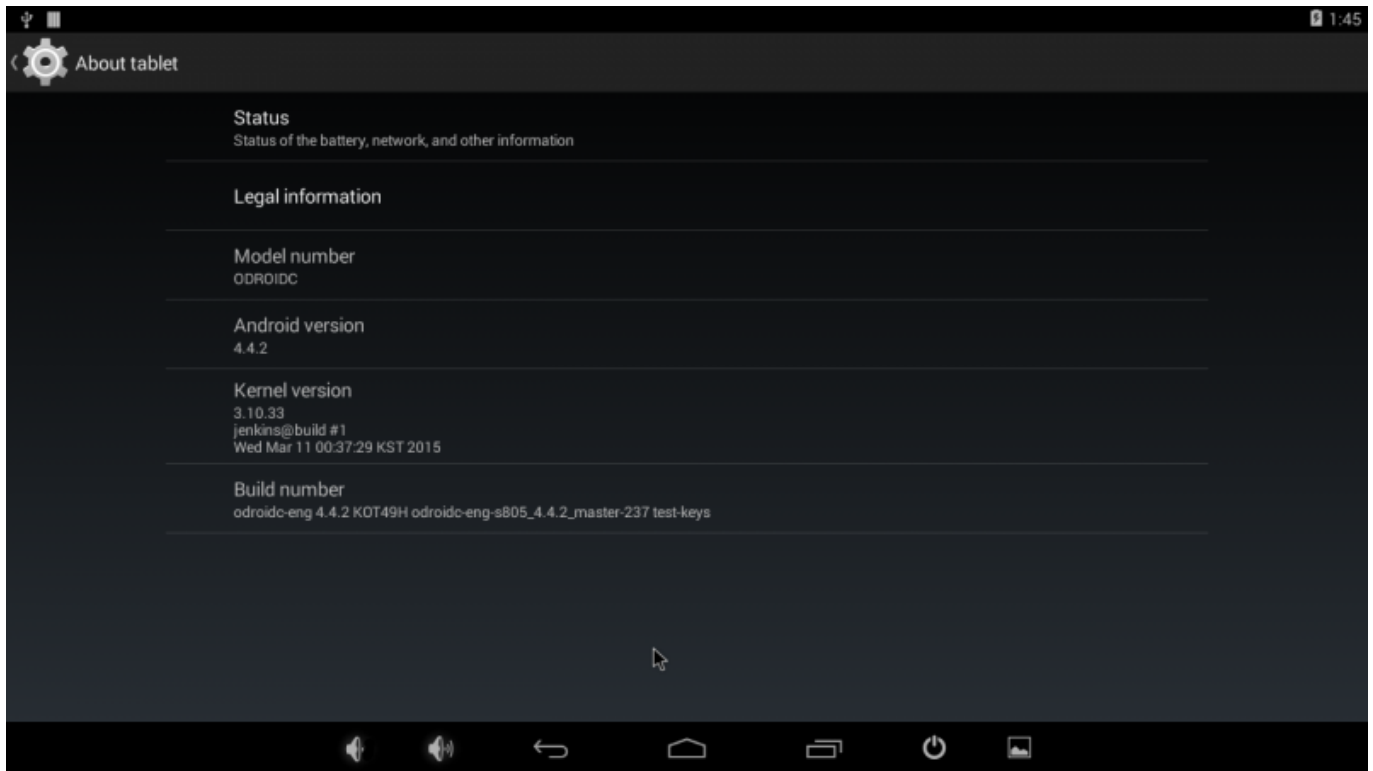 1:45
About tablet
Status
Status of the battery, network, and other information
Legal information
Model number
ODROIDC
Android version
4.4.2
Kernel version
3.10.33
jenkins@build #1
Wed Mar 11 00:37:29 KST 2015
Build number
odroidc-eng 4.4.2 KOT49H odroidc-eng-s805_4.4.2_master-237 test-keys